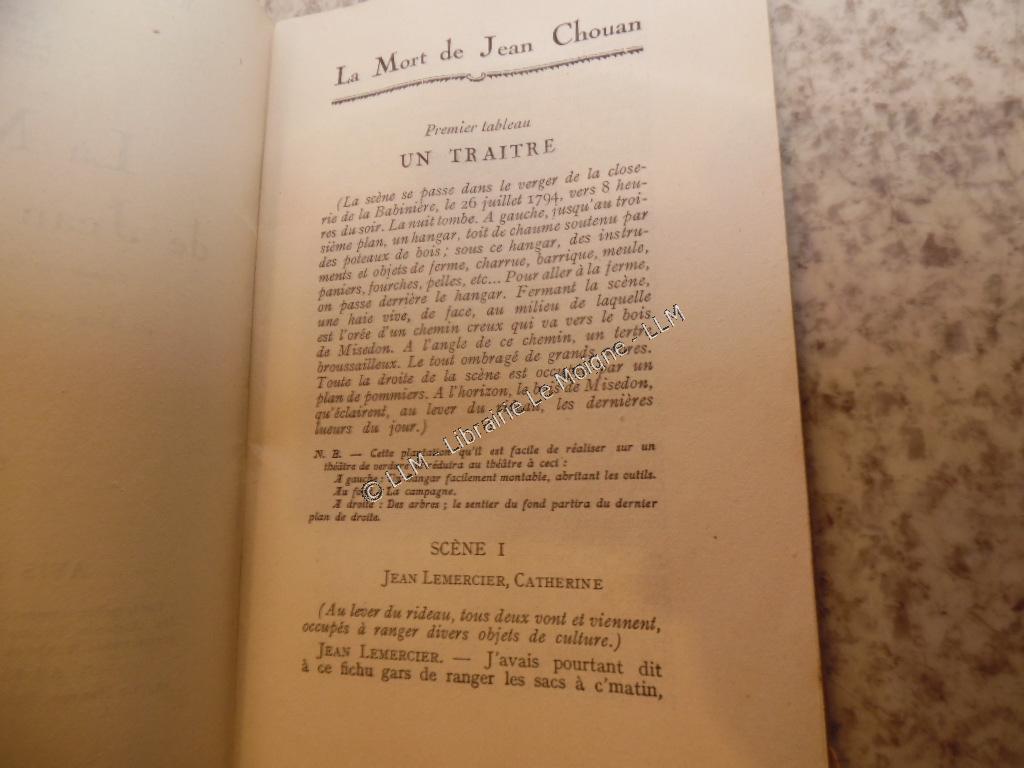 La Mort de Jean Chouan
Premier tableau
UN TRAITRE
(La scène se passe dans le verger de la close-
rie de la Babinière, le 26 juillet 1794, vers 8 heu-
res du soir. La nuit tombe. A gauche, jusqu'au troi-
sième plan, un hangar, toit de chaume soutenu par
des poteaux de bois ; sous ce hangar, des instru-
ments et objets de ferme, charrue, barrique, meule,
paniers, fourches, pelles, etc... Pour aller à la ferme,
on passe derrière le hangar. Fermant la scène,
une haie vive, de face, au milieu de laquelle
est l'orée d'un chemin creux qui va vers le bois
de Misedon. A l'angle de ce chemin, un tertre
broussailleux. Le tout ombragé de grands arbres.
Toute la droite de la scène est occupée par un
plan de pommiers. A l'horizon, le bois de Misedon,
qu'éclairent, au lever du rideau, les dernières
lueurs du jour.)
N. B. — Cette plantation qu'il est facile de réaliser sur un
théâtre de verdure réduira au théâtre à ceci :
A gauche : hangar facilement montable, abritant les outils.
Au fond : La campagne.
A droite : Des arbres ; le sentier du fond partira du dernier
plan de droite.
SCÈNE I
JEAN LEMERCIER, CATHERINE
(Au lever du rideau, tous deux vont et viennent,
occupés à ranger divers objets de culture.)
JEAN LEMERCIER. — J'avais pourtant dit
à ce fichu gars de ranger les sacs à c'matin,
© LLM - Librairie Le Moigne - LLM